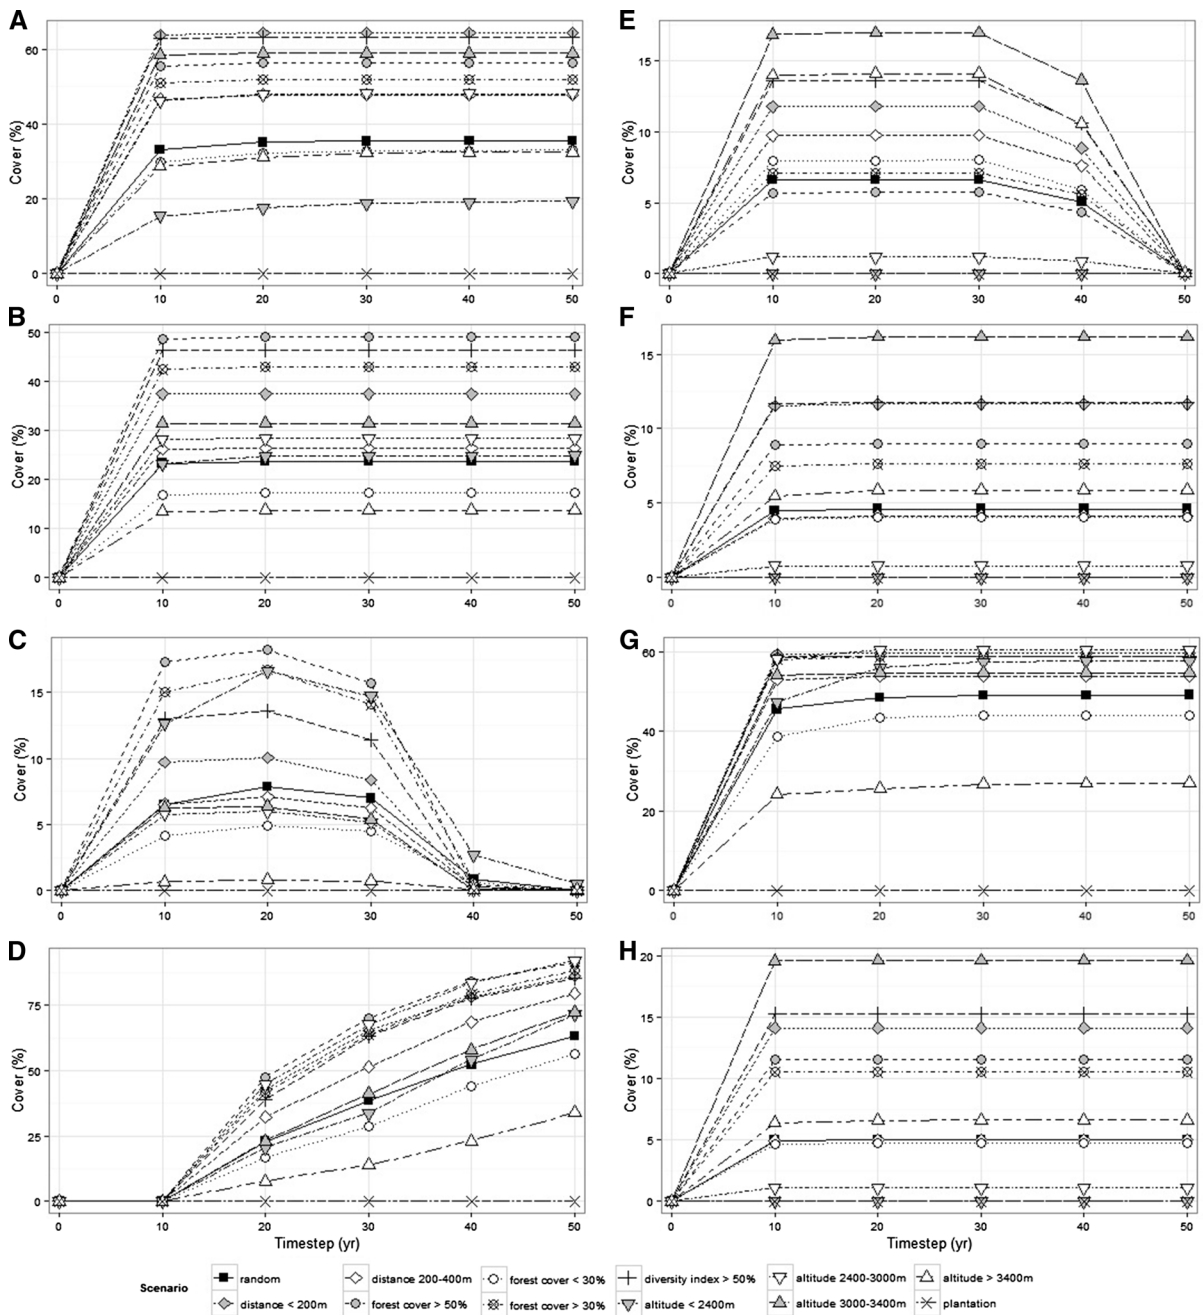 A
Cover (%)
60
40
20
0
0 10 20 30 40 50
E
Cover (%)
15
10
5
0
0 10 20 30 40 50
B
Cover (%)
50
40
30
20
10
0
0 10 20 30 40 50
F
Cover (%)
15
10
5
0
0 10 20 30 40 50
C
Cover (%)
15
10
5
0
0 10 20 30 40 50
G
Cover (%)
60
40
20
0
0 10 20 30 40 50
D
Cover (%)
75
50
25
0
0 10 20 30 40 50
Timestep (yr)
H
Cover (%)
20
15
10
5
0
0 10 20 30 40 50
Timestep (yr)
Scenario
random distance 200-400m forest cover < 30% diversity index > 50% altitude 2400-3000m altitude > 3400m
distance < 200m forest cover > 50% forest cover > 30% altitude < 2400m altitude 3000-3400m plantation